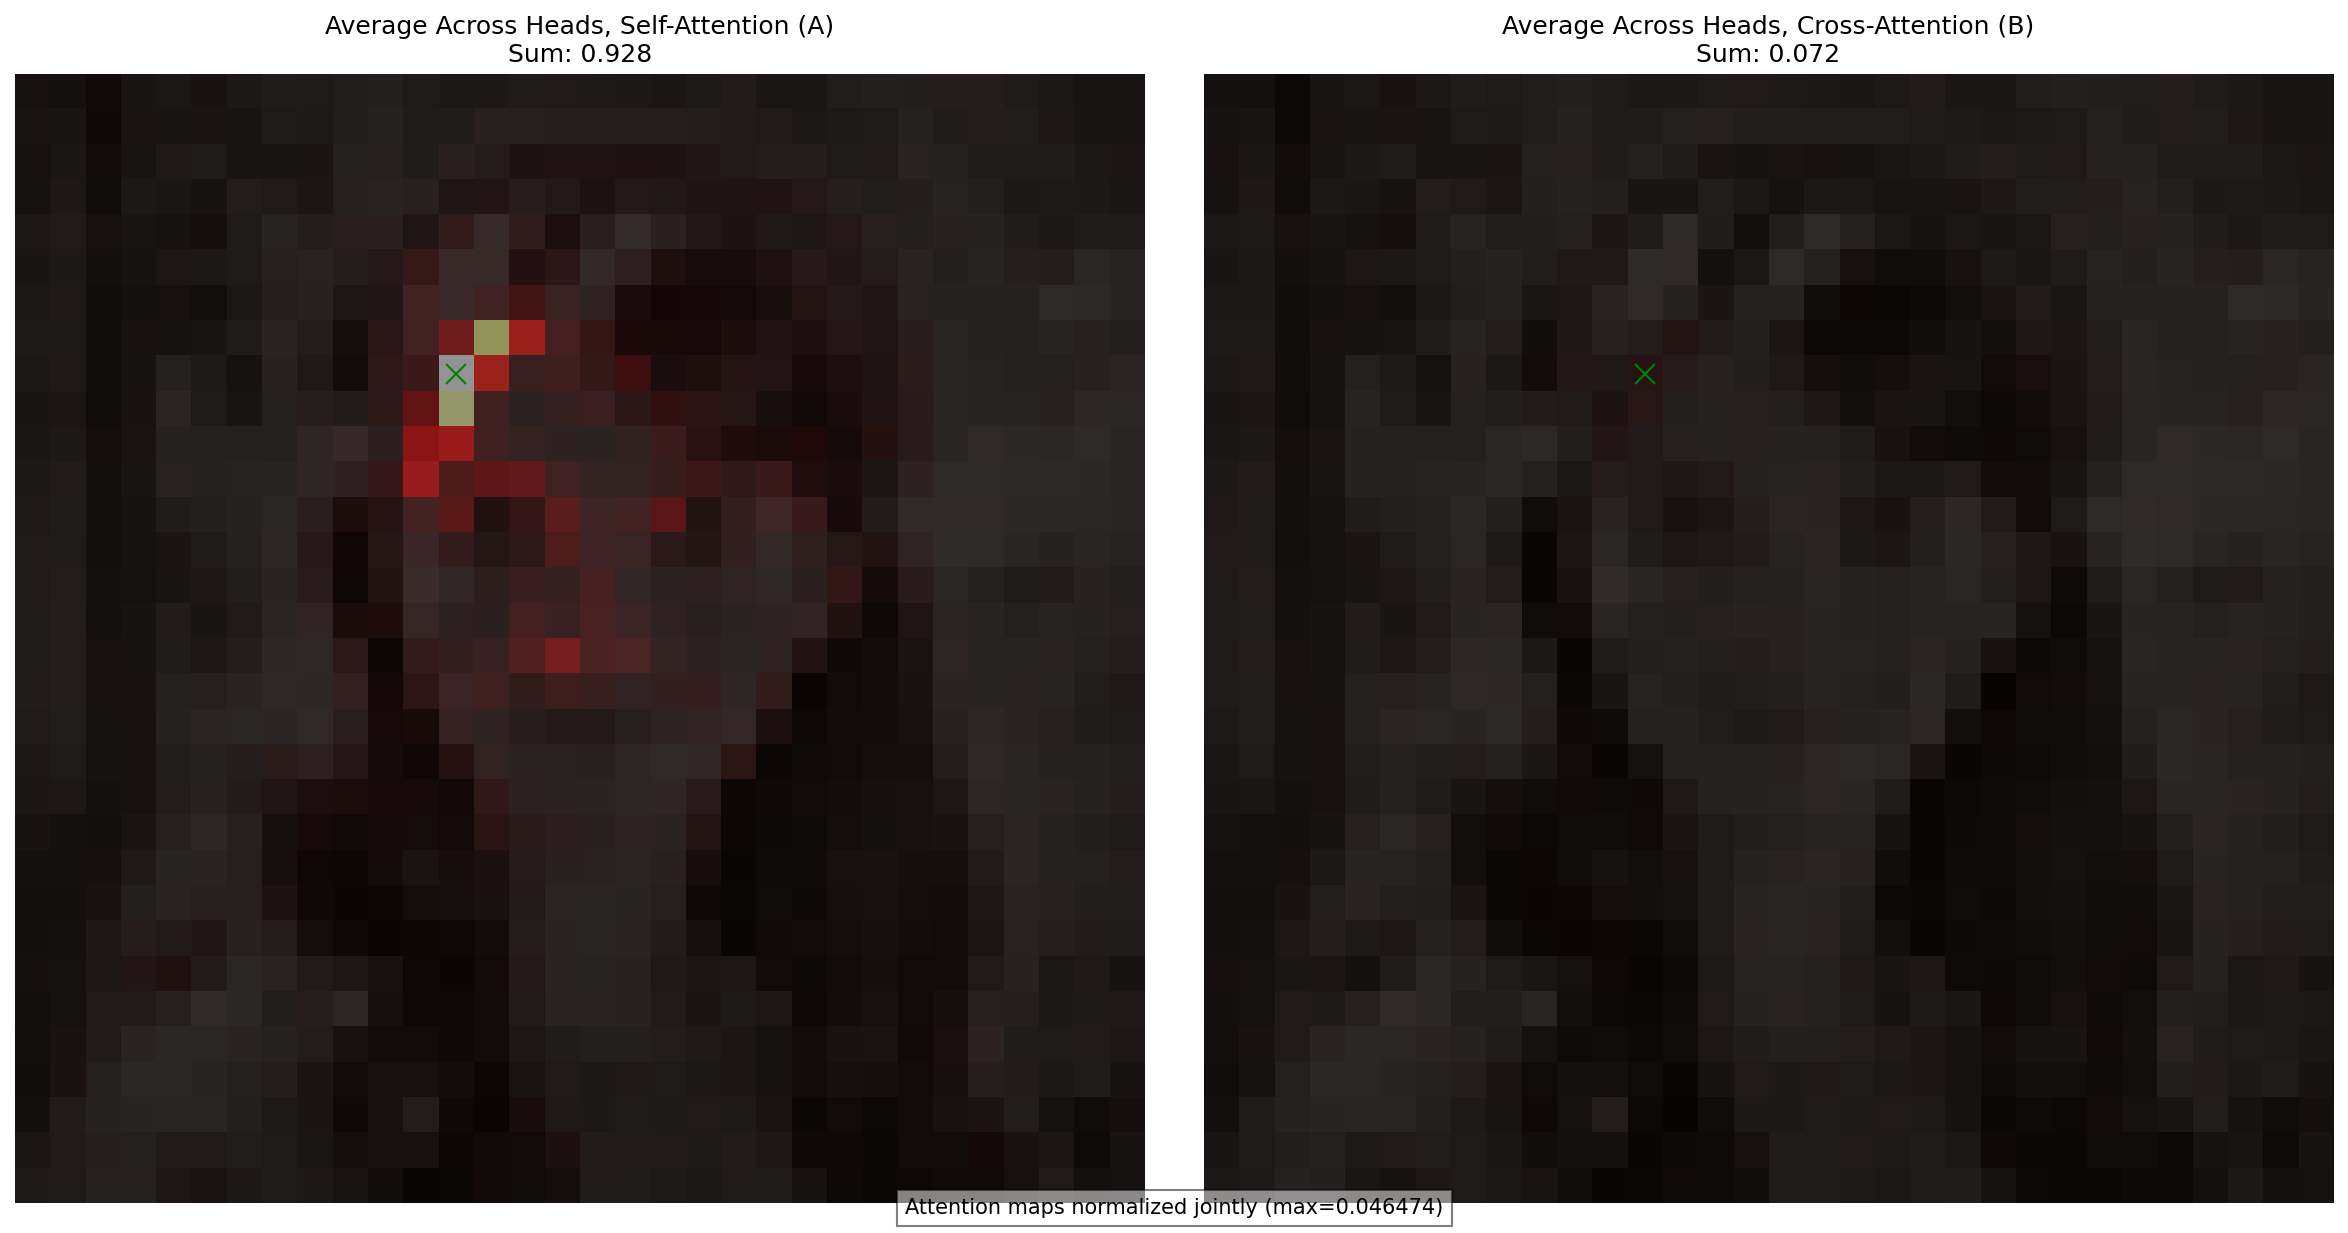 Average Across Heads, Self-Attention (A)
Sum: 0.928
Average Across Heads, Cross-Attention (B)
Sum: 0.072
Attention maps normalized jointly (max=0.046474)